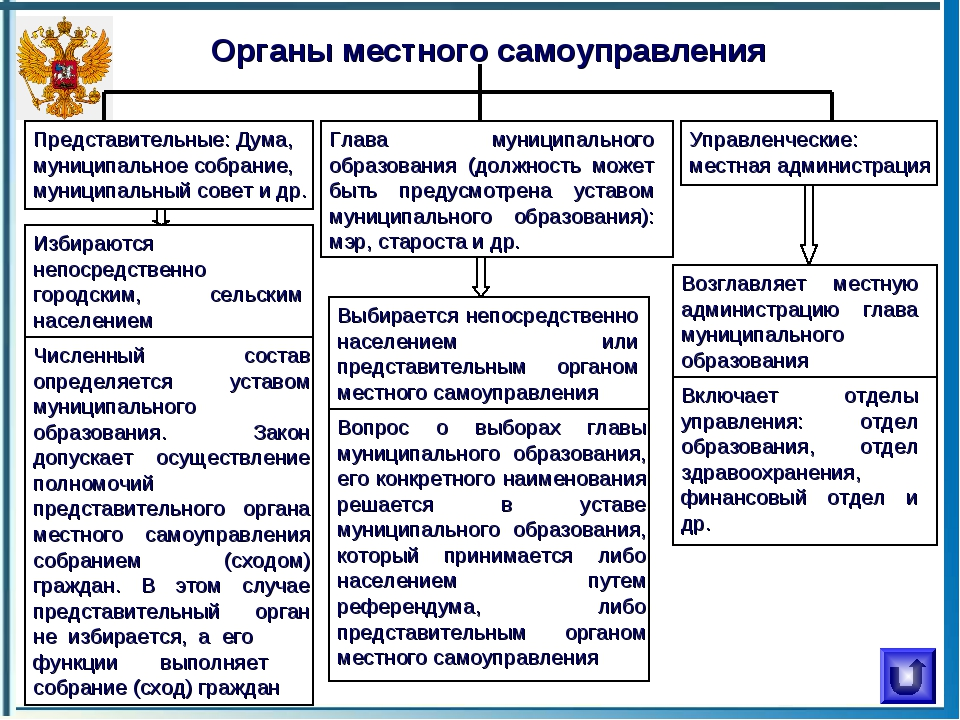 Органы местного самоуправления
Представительные: Дума,
муниципальное собрание,
муниципальный совет и др.
Избираются
непосредственно
городским, сельским
населением
Численный состав
определяется уставом
муниципального
образования. Закон
допускает осуществление
полномочий
представительного органа
местного самоуправления
собранием (сходом)
граждан. В этом случае
представительный орган
не избирается, а его
функции выполняет
собрание (сход) граждан
Глава муниципального
образования (должность может
быть предусмотрена уставом
муниципального образования):
мэр, староста и др.
Выбирается непосредственно
населением или
представительным органом
местного самоуправления
Вопрос о выборах главы
муниципального образования,
его конкретного наименования
решается в уставе
муниципального образования,
который принимается либо
населением путем
референдума, либо
представительным органом
местного самоуправления
Управленческие:
местная администрация
Возглавляет местную
администрацию глава
муниципального
образования
Включает отделы
управления: отдел
образования, отдел
здравоохранения,
финансовый отдел и
др.